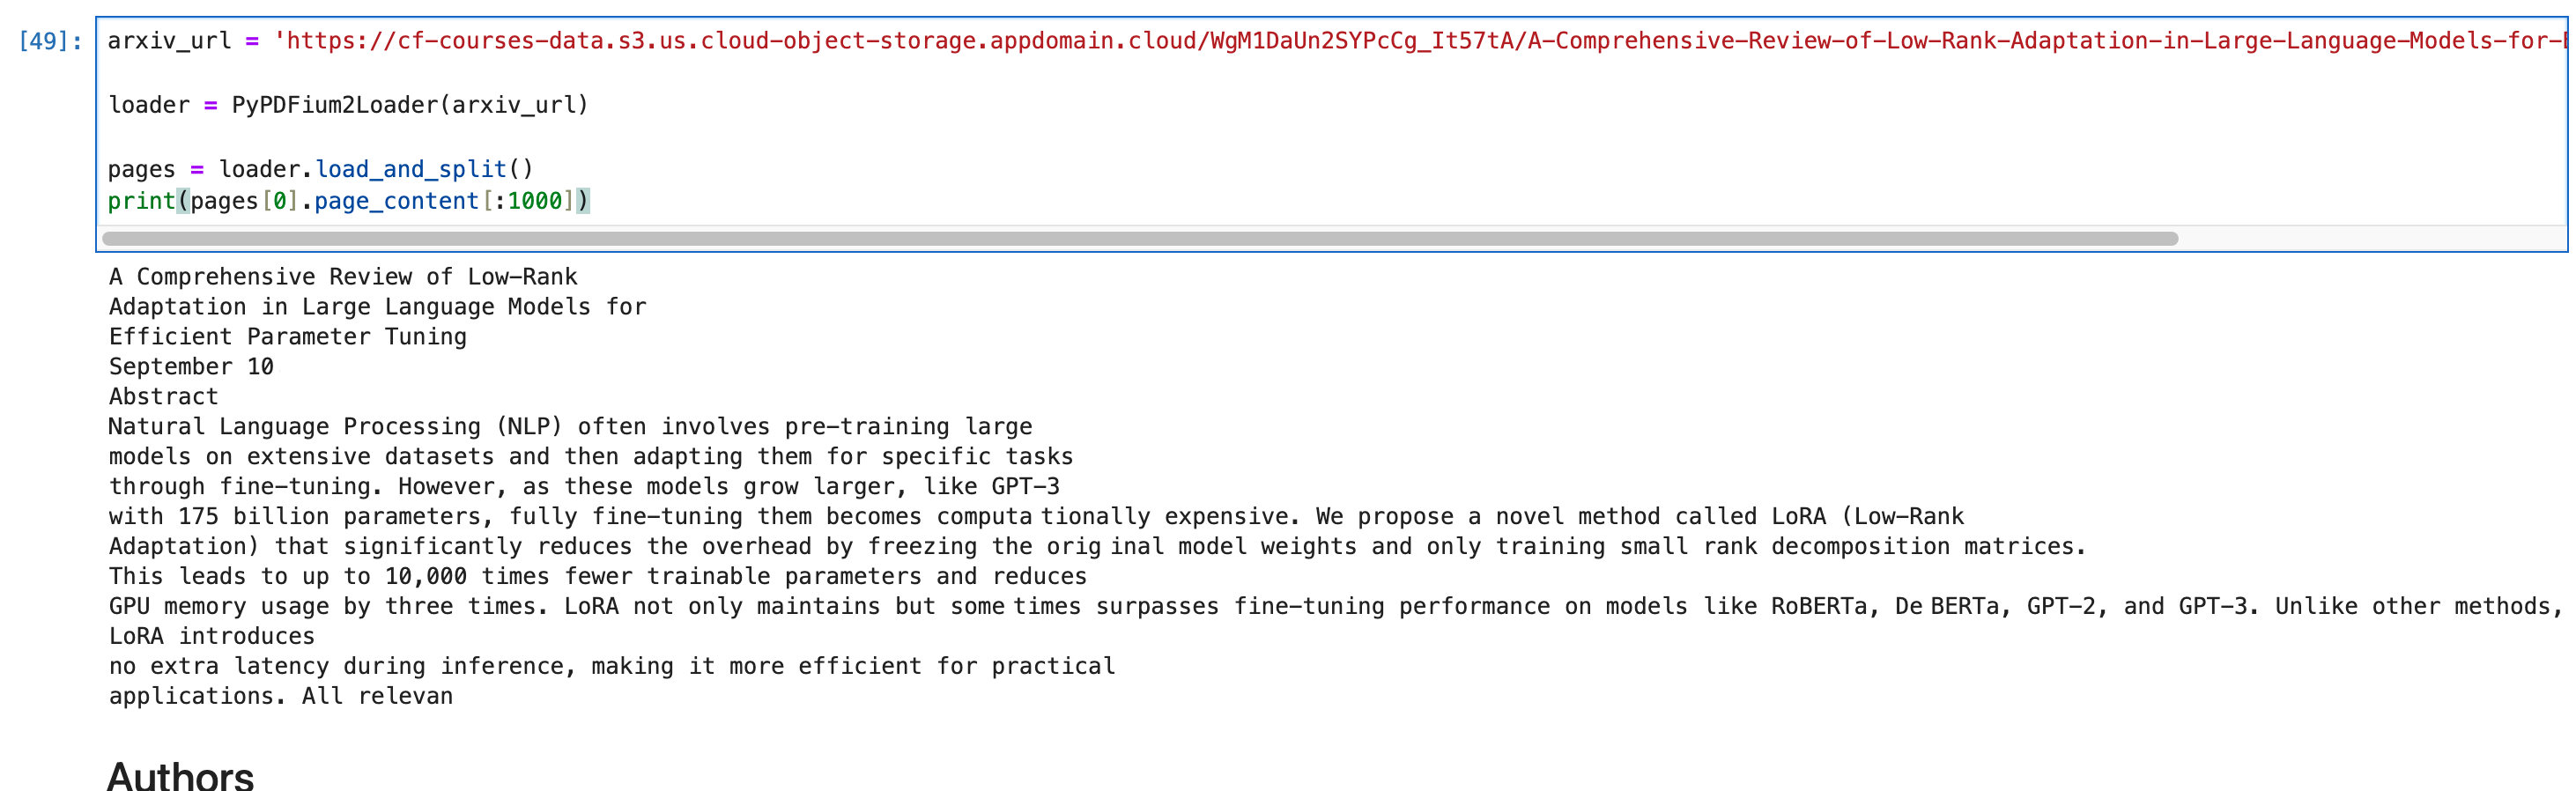 [49]: arxiv_url = 'https://cf-courses-data.s3.us.cloud-object-storage.appdomain.cloud/WgM1DaUn2SYPcCg_It57tA/A-Comprehensive-Review-of-Low-Rank-Adaptation-in-Large-Language-Models-for-
loader = PyPDFium2Loader(arxiv_url)
pages = loader.load_and_split()
print(pages[0].page_content[:1000])
A Comprehensive Review of Low-Rank
Adaptation in Large Language Models for
Efficient Parameter Tuning
September 10
Abstract
Natural Language Processing (NLP) often involves pre-training large
models on extensive datasets and then adapting them for specific tasks
through fine-tuning. However, as these models grow larger, like GPT-3
with 175 billion parameters, fully fine-tuning them becomes computa tionally expensive. We propose a novel method called LoRA (Low-Rank
Adaptation) that significantly reduces the overhead by freezing the orig inal model weights and only training small rank decomposition matrices.
This leads to up to 10,000 times fewer trainable parameters and reduces
GPU memory usage by three times. LoRA not only maintains but some times surpasses fine-tuning performance on models like RoBERTa, De BERTa, GPT-2, and GPT-3. Unlike other methods,
LoRA introduces
no extra latency during inference, making it more efficient for practical
applications. All relevan
Authors